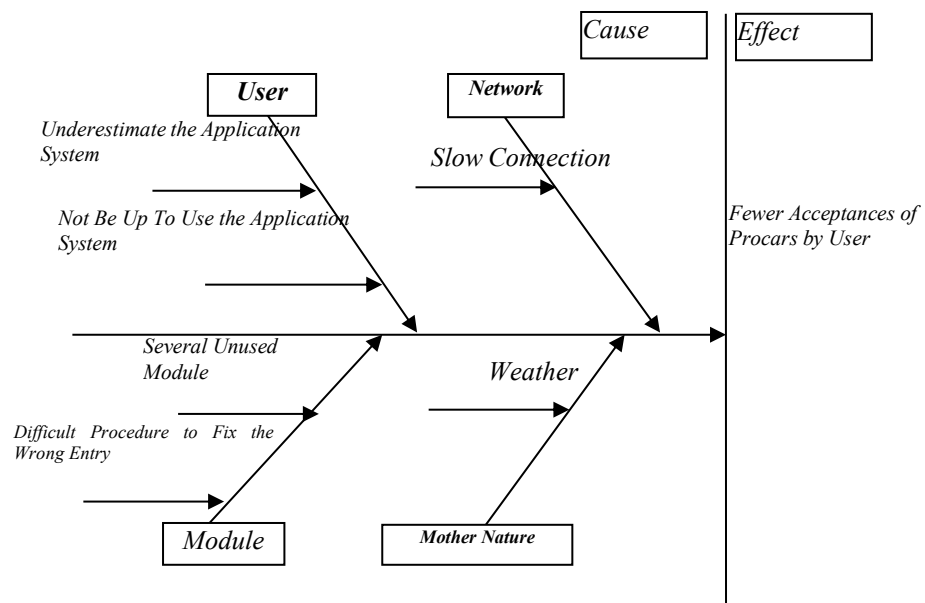 Cause
Effect
User
Network
Underestimate the Application
System
Slow Connection
Not Be Up To Use the Application
System
Fewer Acceptances of
Procars by User
Several Unused
Module
Weather
Difficult Procedure to Fix the
Wrong Entry
Module
Mother Nature